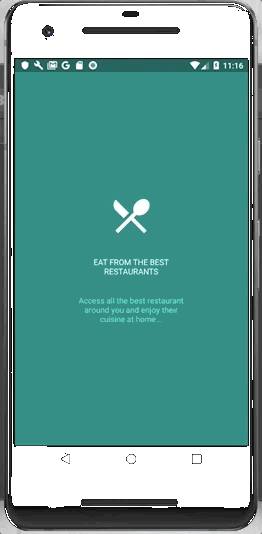 11:16
EAT FROM THE BEST
RESTAURANTS
Access all the best restaurant
around you and enjoy their
cuisine at home...